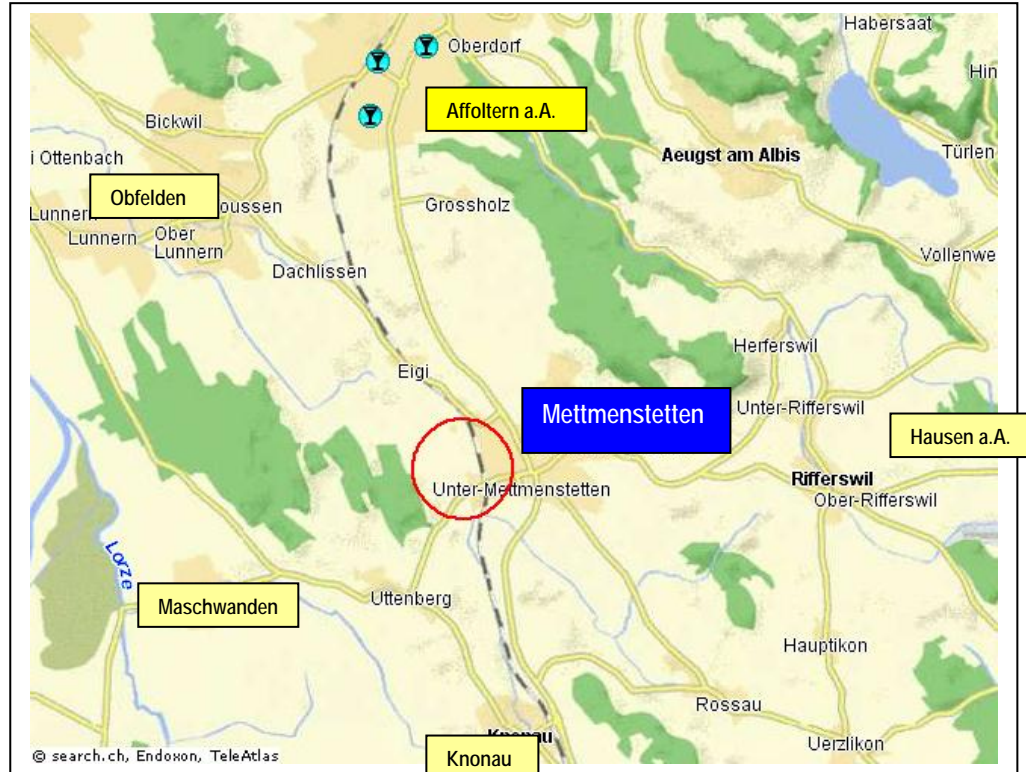 Habersaat
Oberdorf
Hin
Affoltern a.A.
Bickwil
Türlen
i Ottenbach
Aeugst am Albis
Obfelden
oussen
Grossholz
Lunnern
Lunnern
Ober
Lunnern
Vollenwe
Dachlissen
Herferswil
Eigi
Mettmenstetten
Unter-Rifferswil
Hausen a.A.
Rifferswil
Unter-Mettmenstetten
Ober-Rifferswil
Lorze
Maschwanden
Uttenberg
Hauptikon
Rossau
Knonau
Uerzlikon
Knonau
© search.ch, Endoxon, TeleAtlas